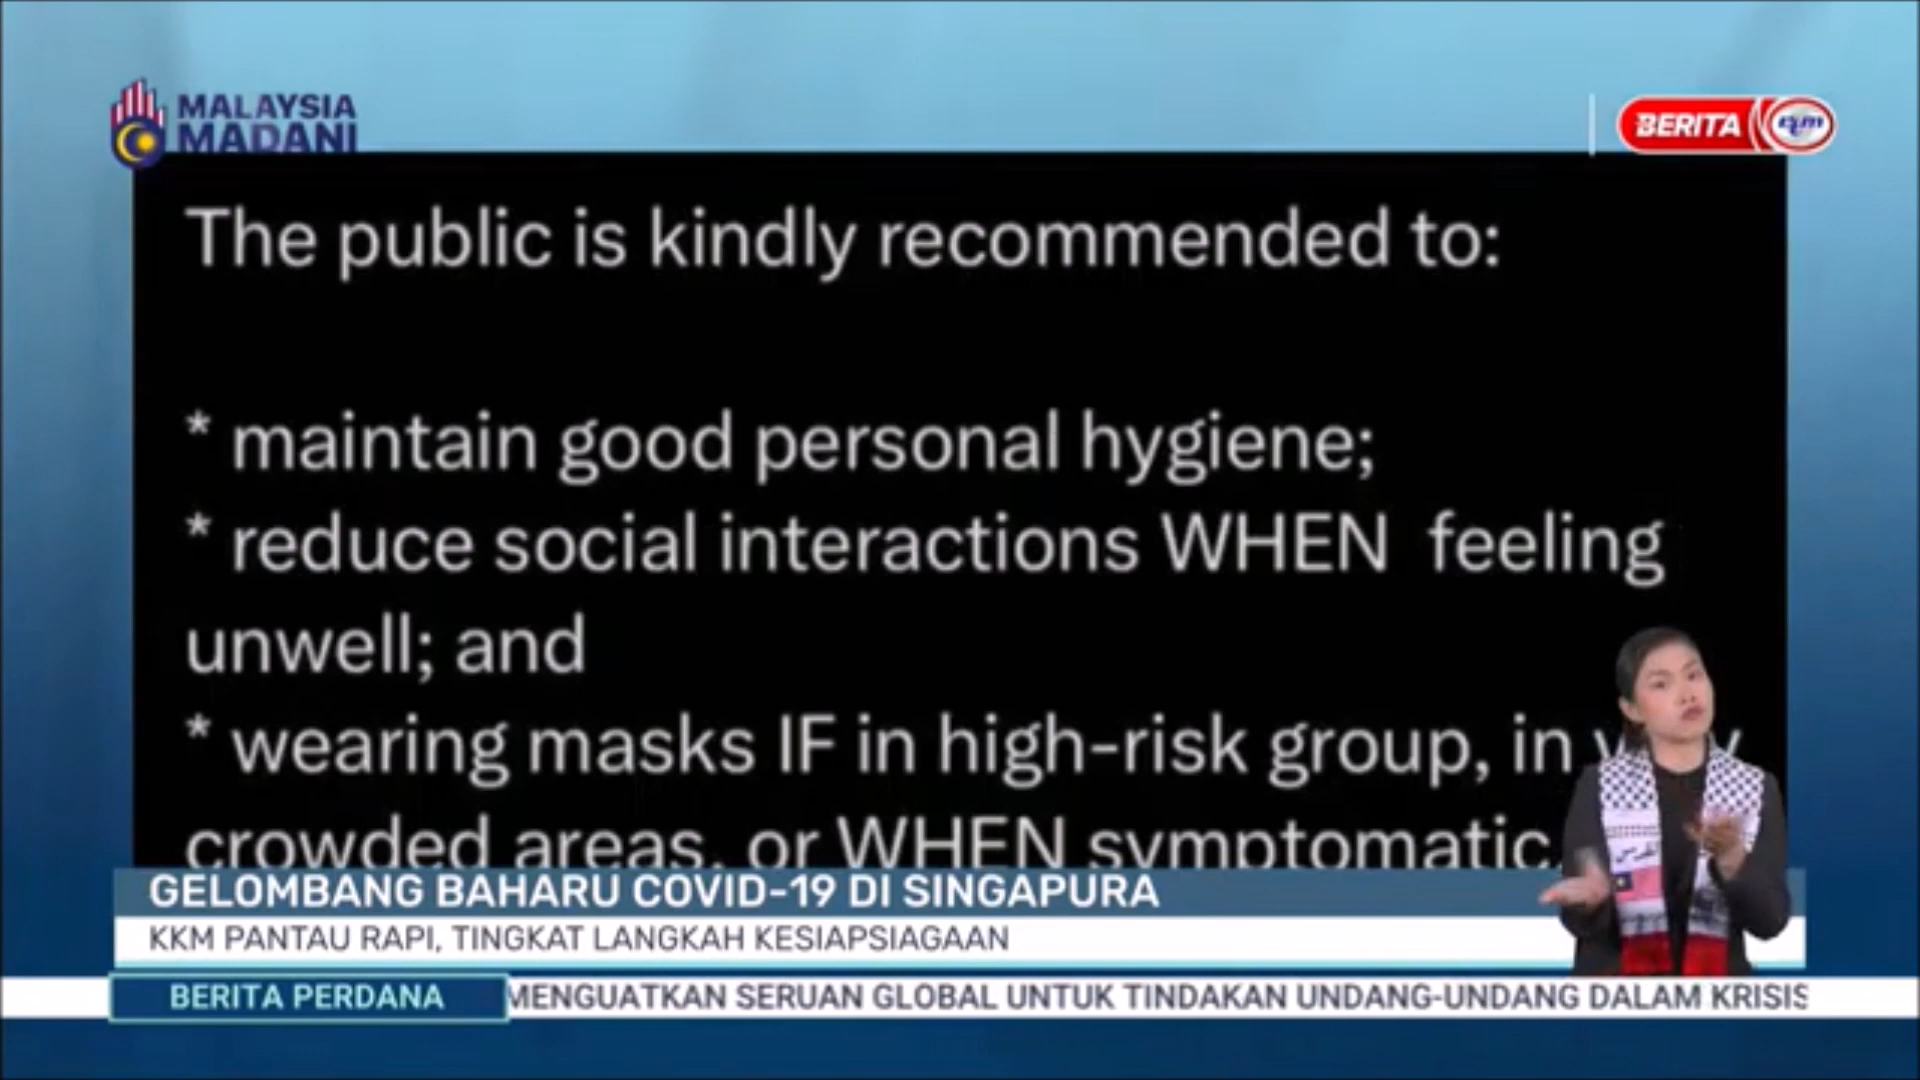 MALAYSIA
MADANI
BERITA rtm
The public is kindly recommended to:
* maintain good personal hygiene;
* reduce social interactions WHEN  feeling
unwell; and
* wearing masks IF in high-risk group, in
crowded areas, or WHEN symptomatic.
GELOMBANG BAHARU COVID-19 DI SINGAPURA
KKM PANTAU RAPI, TINGKAT LANGKAH KESIAPSIAGAAN
BERITA PERDANA
MENGUATKAN SERUAN GLOBAL UNTUK TINDAKAN UNDANG-UNDANG DALAM KRISIS